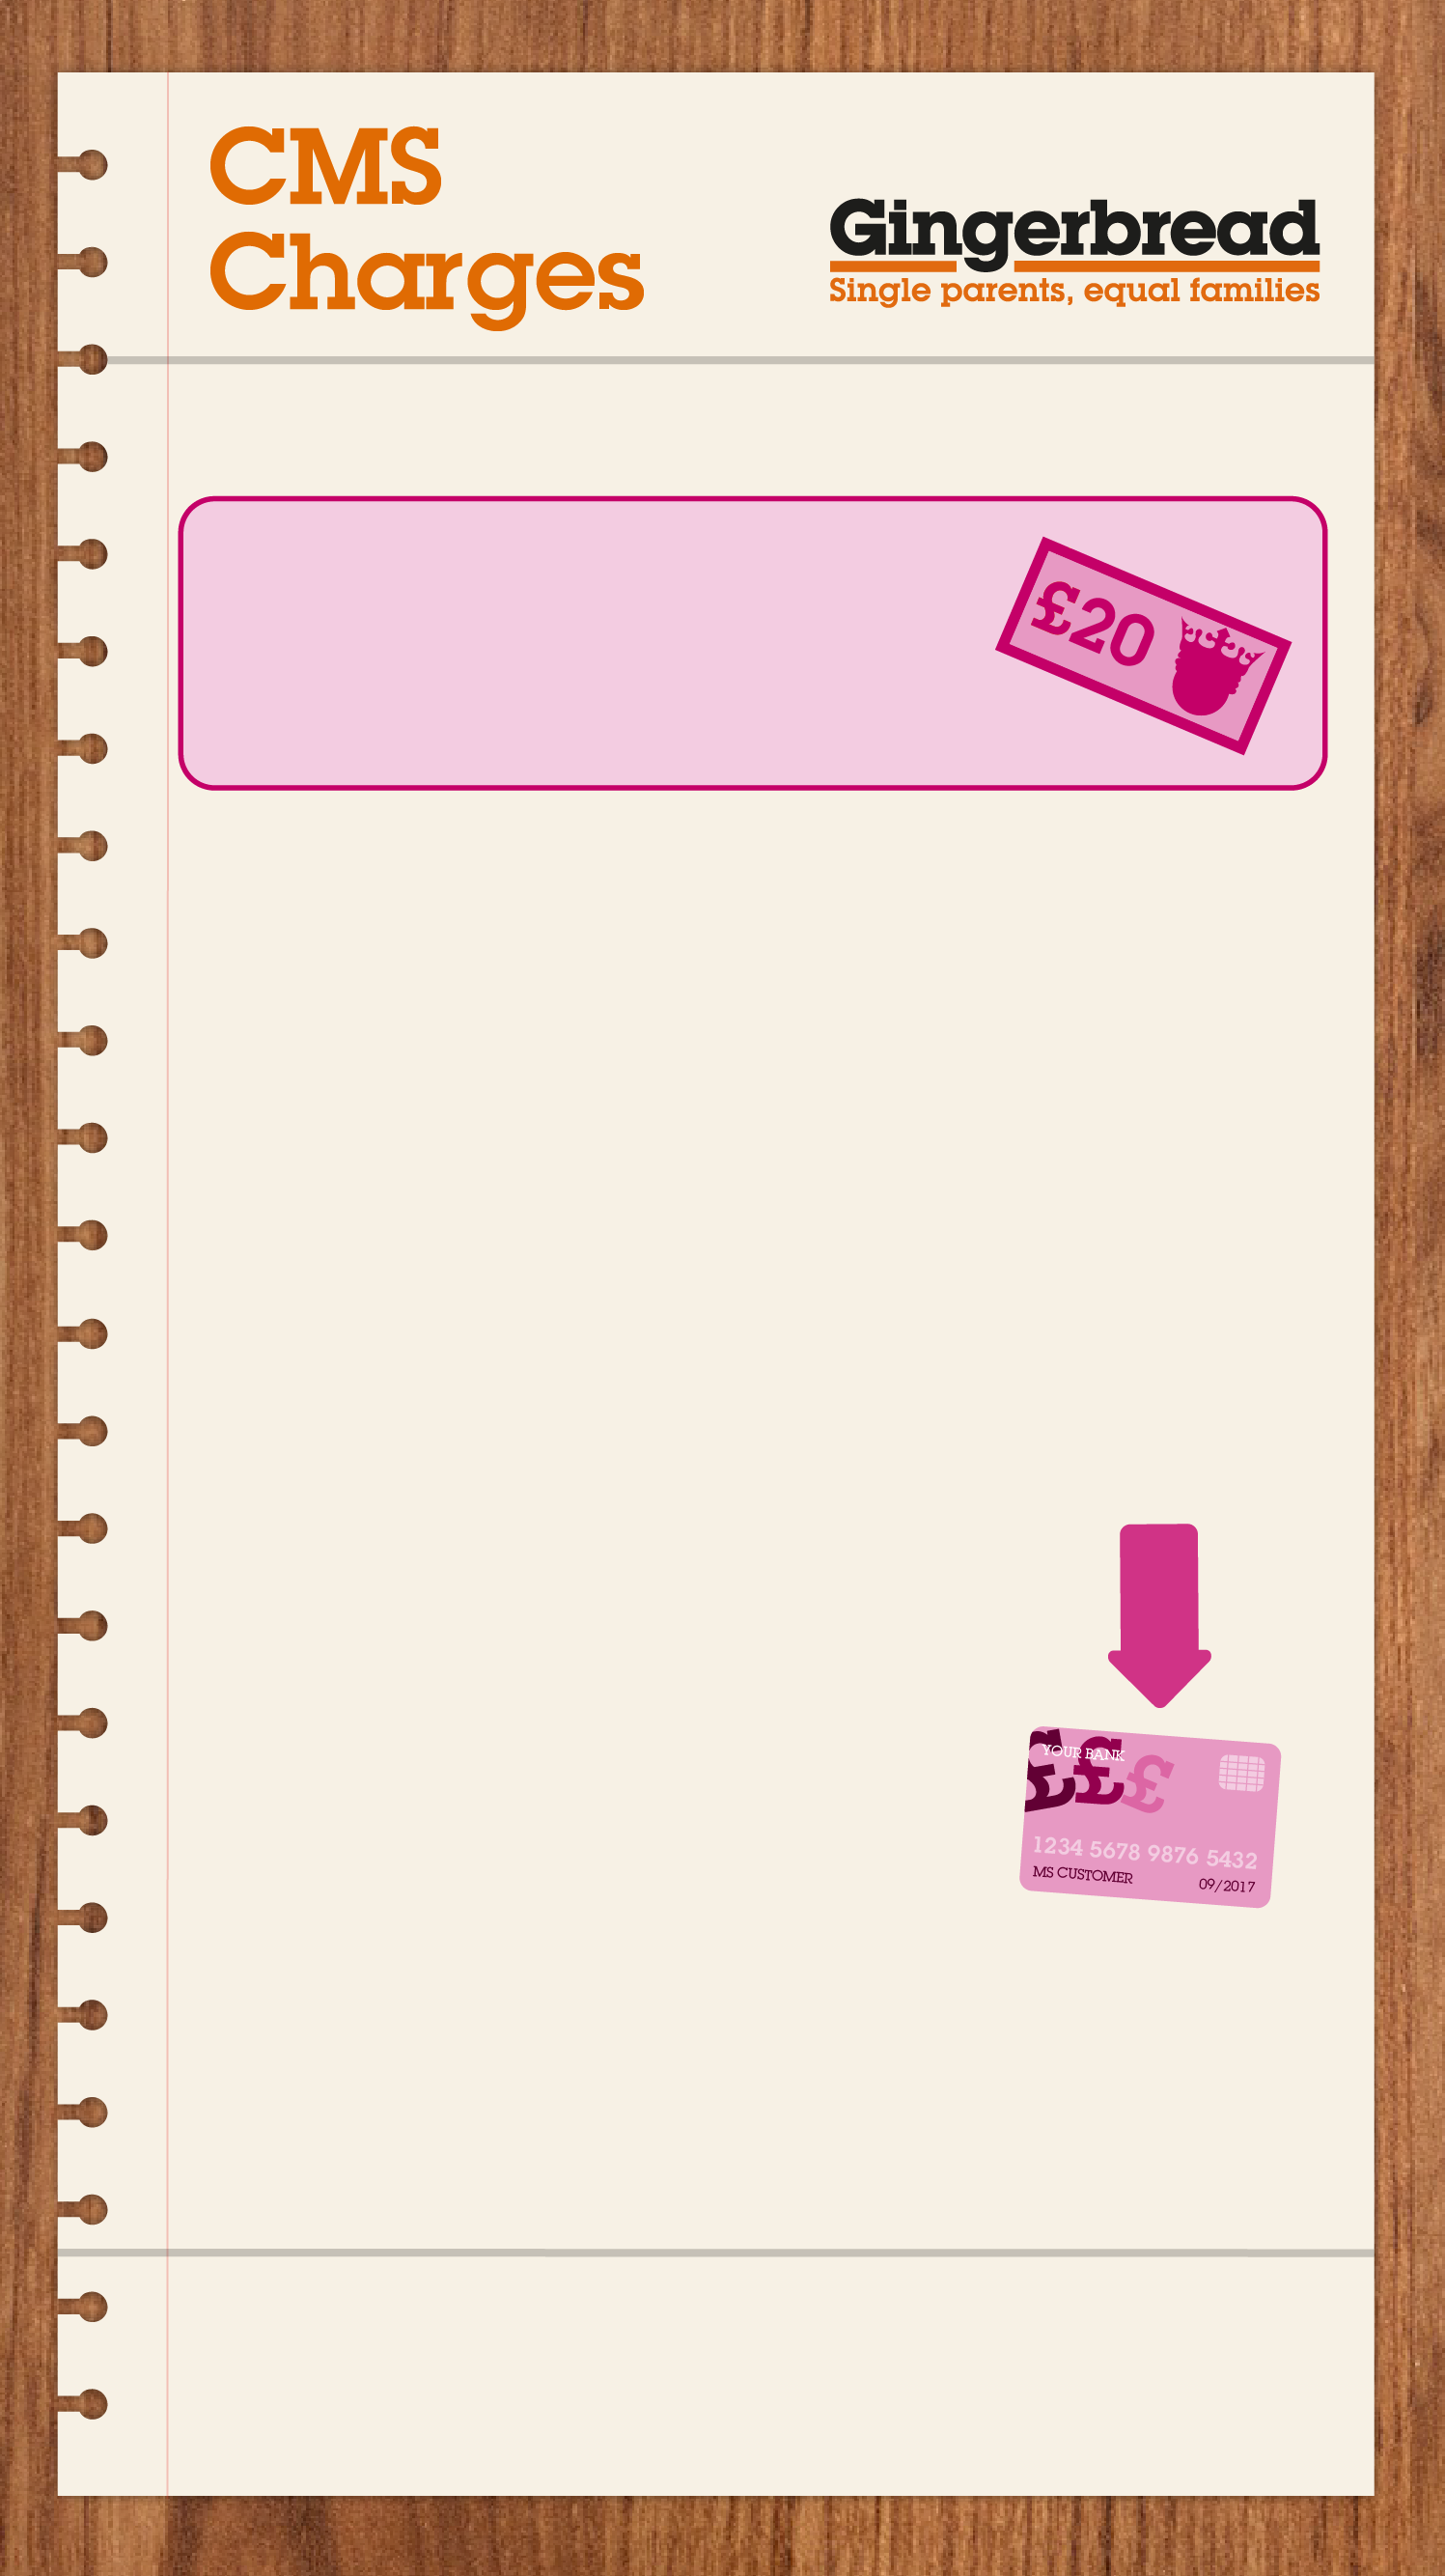 CMS
Charges
Gingerbread
Single parents, equal families
£20
YOUR BANK
£££
1234 5678 9876 5432
MS CUSTOMER 09/2017